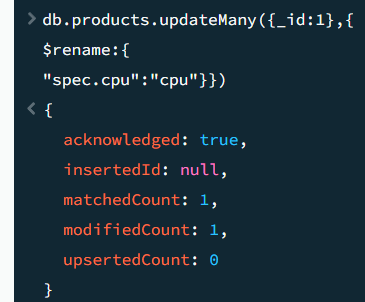 > db.products.updateMany({_id:1},{
$rename:{
"spec.cpu":"cpu"}})
< {
acknowledged: true,
insertedId: null,
matchedCount: 1,
modifiedCount: 1,
upsertedCount: 0
}